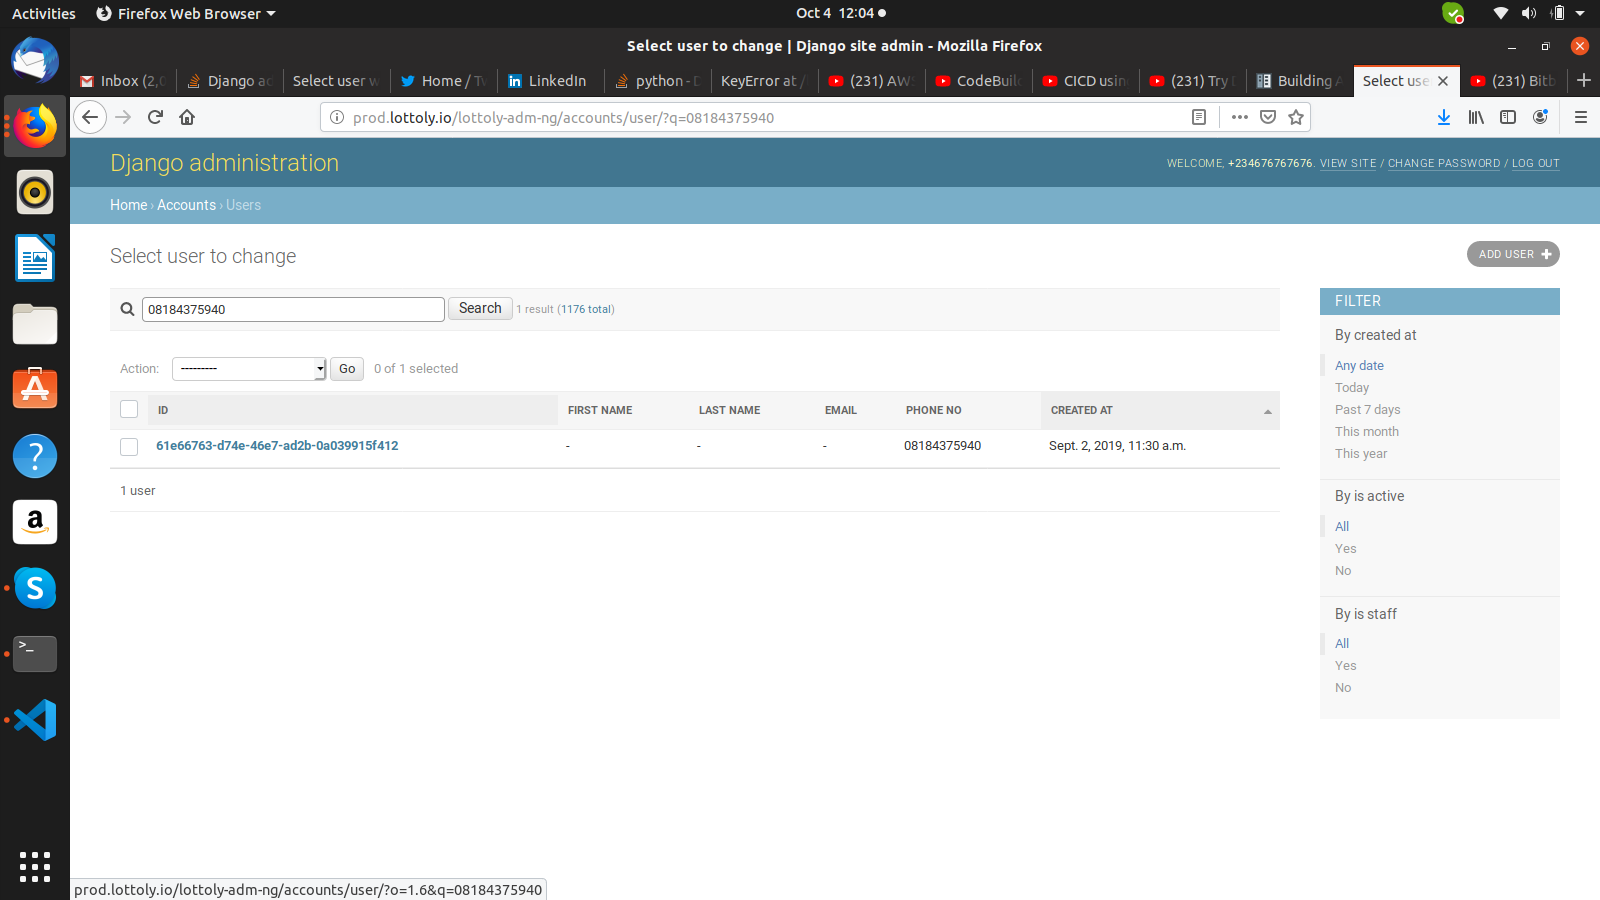 Activities
Firefox Web Browser
Oct 4 12:04
Select user to change | Django site admin - Mozilla Firefox
Inbox (2,0
Django ad
Select user w
Home / Tw
LinkedIn
python - D
KeyError at /
(231) AWS
CodeBuild
CICD using
(231) Try D
Building A
Select use
(231) Bitb
prod.lottoly.io/lottoly-adm-ng/accounts/user/?q=08184375940
Django administration
WELCOME, +234676767676. VIEW SITE / CHANGE PASSWORD / LOG OUT
Home › Accounts › Users
Select user to change
ADD USER
08184375940
Search
1 result (1176 total)
Action:
---------
Go
0 of 1 selected
ID FIRST NAME LAST NAME EMAIL PHONE NO CREATED AT
61e66763-d74e-46e7-ad2b-0a039915f412 - - - 08184375940 Sept. 2, 2019, 11:30 a.m.
1 user
FILTER
By created at
Any date
Today
Past 7 days
This month
This year
By is active
All
Yes
No
By is staff
All
Yes
No
prod.lottoly.io/lottoly-adm-ng/accounts/user/?o=1.6&q=08184375940